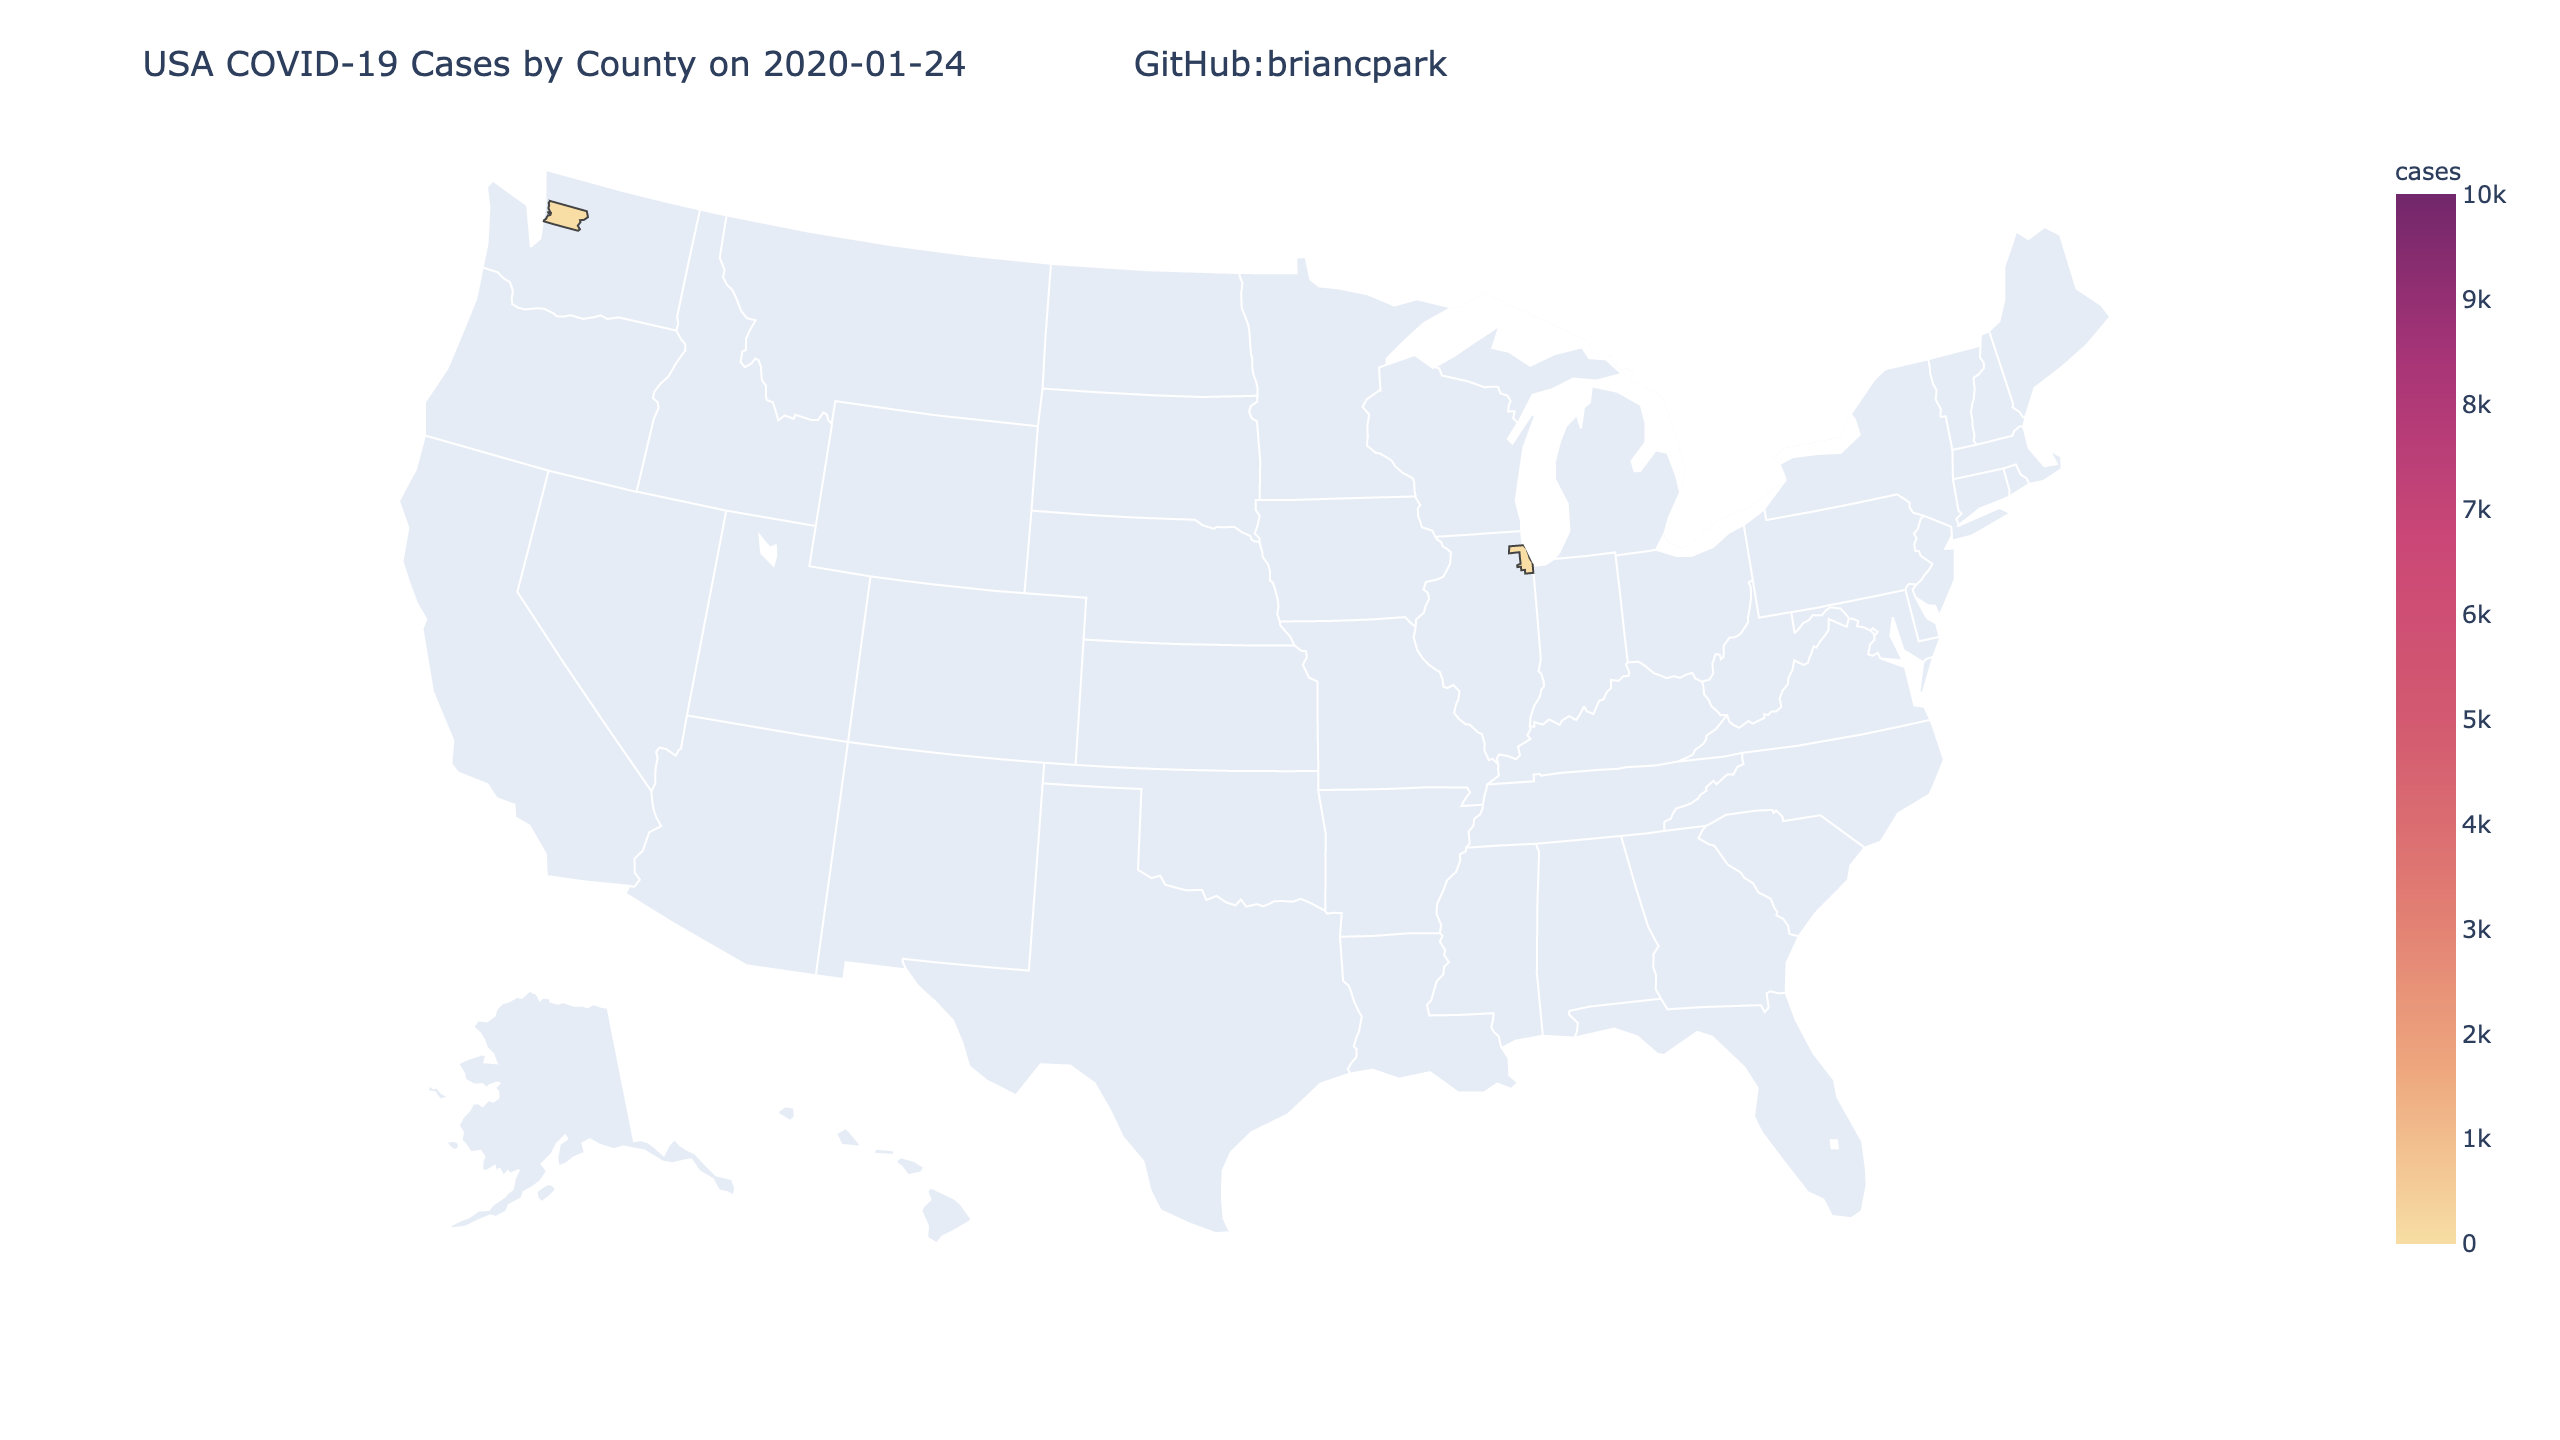 USA COVID-19 Cases by County on 2020-01-24 GitHub:briancpark
cases
10k
9k
8k
7k
6k
5k
4k
3k
2k
1k
0